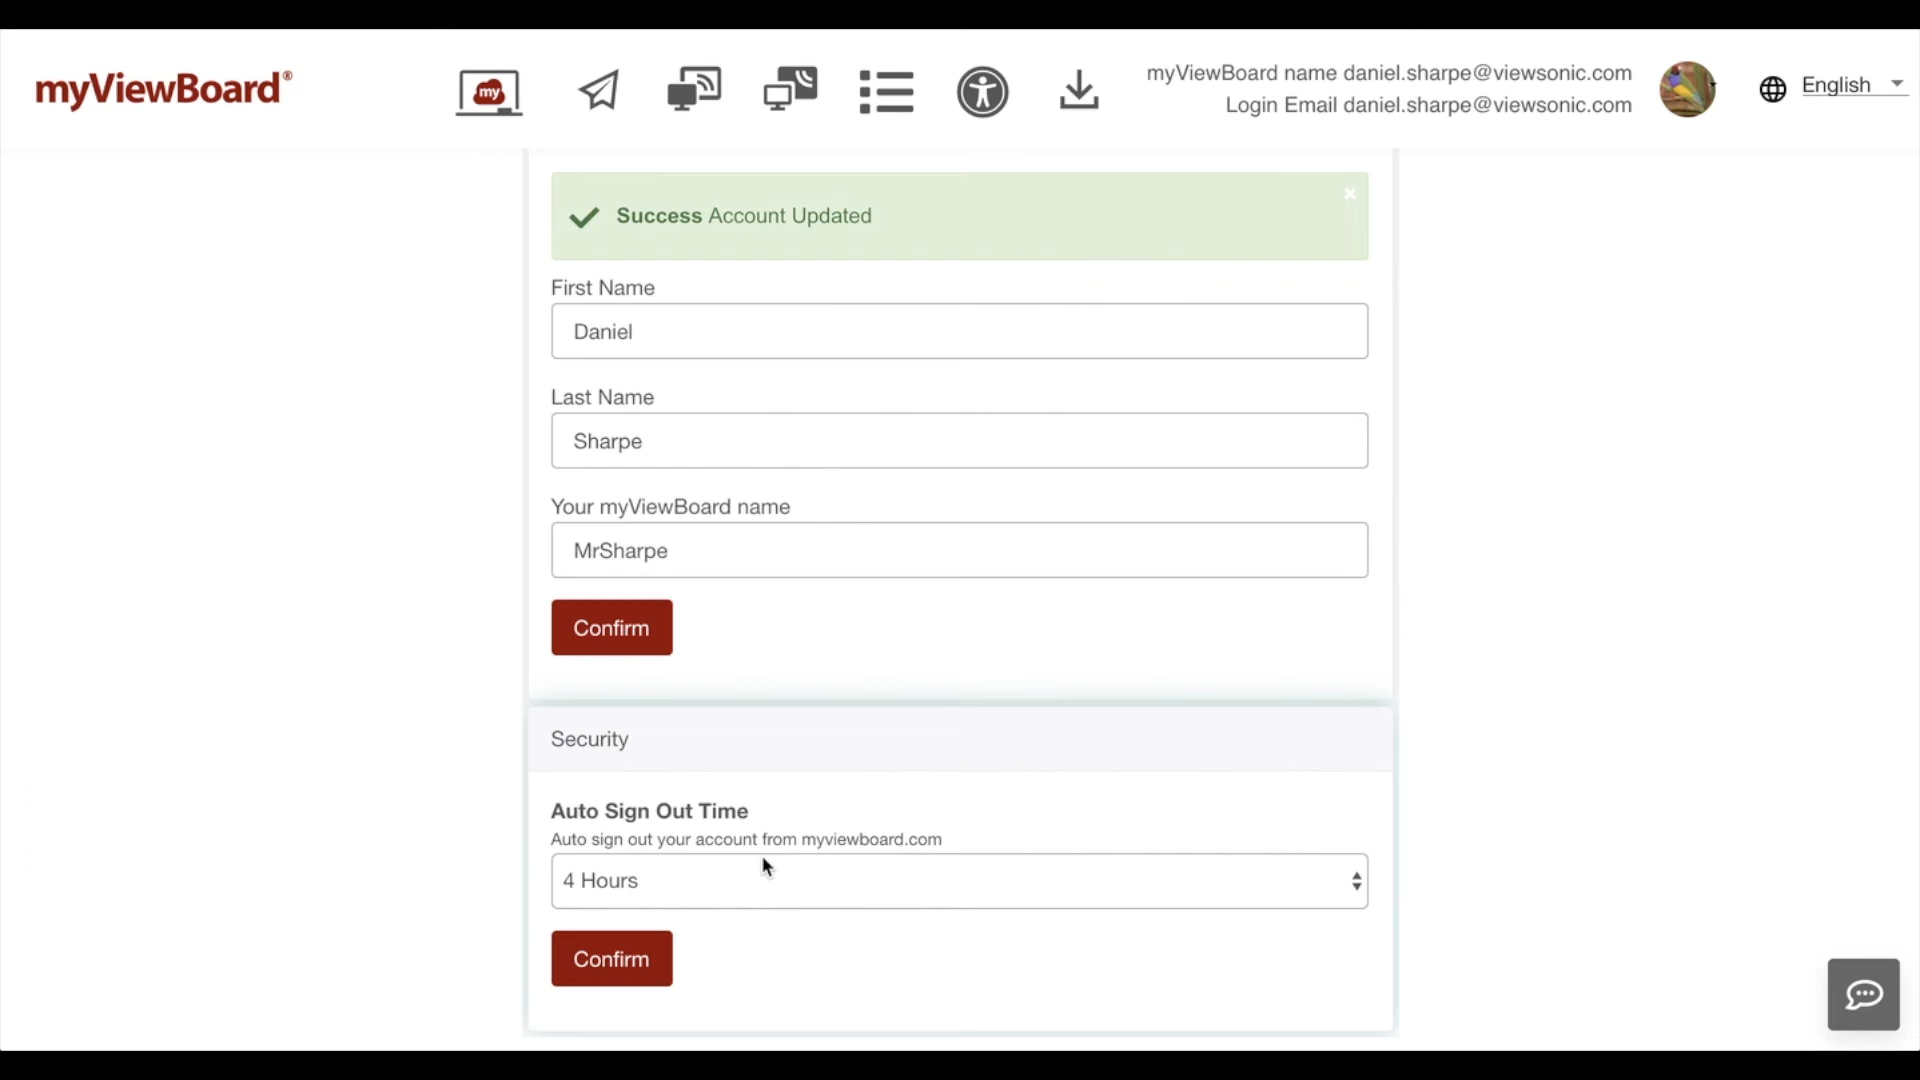 myViewBoard®
my
myViewBoard name daniel.sharpe@viewsonic.com
Login Email daniel.sharpe@viewsonic.com
English
Success Account Updated
First Name
Daniel
Last Name
Sharpe
Your myViewBoard name
MrSharpe
Confirm
Security
Auto Sign Out Time
Auto sign out your account from myviewboard.com
4 Hours
Confirm